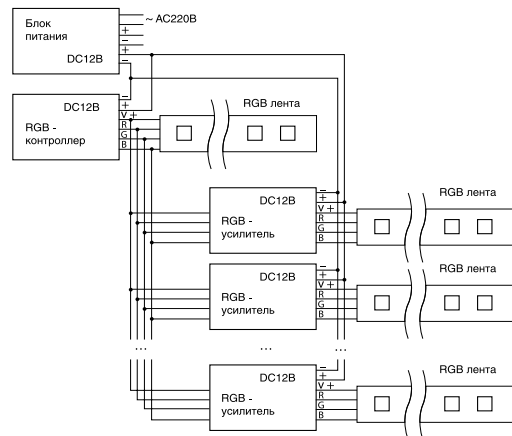 Блок
питания
~ AC220В
+
−
+
DC12В
−
DC12В
−
+
V +
RGB -
контроллер
R
G
B
RGB лента
DC12В
−
+
V +
RGB -
усилитель
R
G
B
RGB лента
DC12В
−
+
V +
RGB -
усилитель
R
G
B
RGB лента
... ... ...
DC12В
−
+
V +
RGB -
усилитель
R
G
B
RGB лента